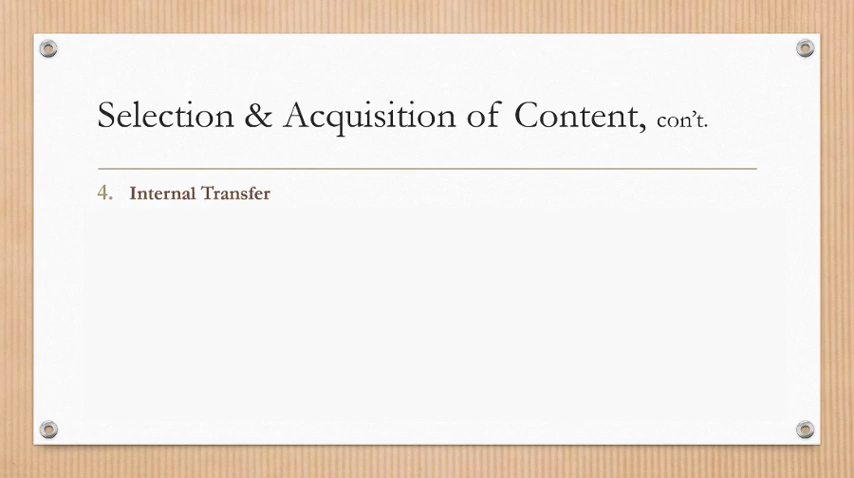 Selection & Acquisition of Content, con’t.
4. Internal Transfer